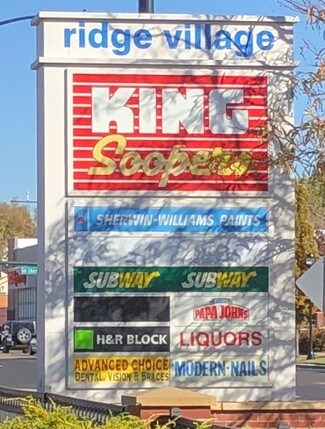 ridge village
KING
Soopers
SHERWIN-WILLIAMS PAINTS
SUBWAY SUBWAY
PAPA JOHNS
H&R BLOCK LIQUORS
ADVANCED CHOICE
DENTAL, VISION & BRACES
MODERN-NAILS